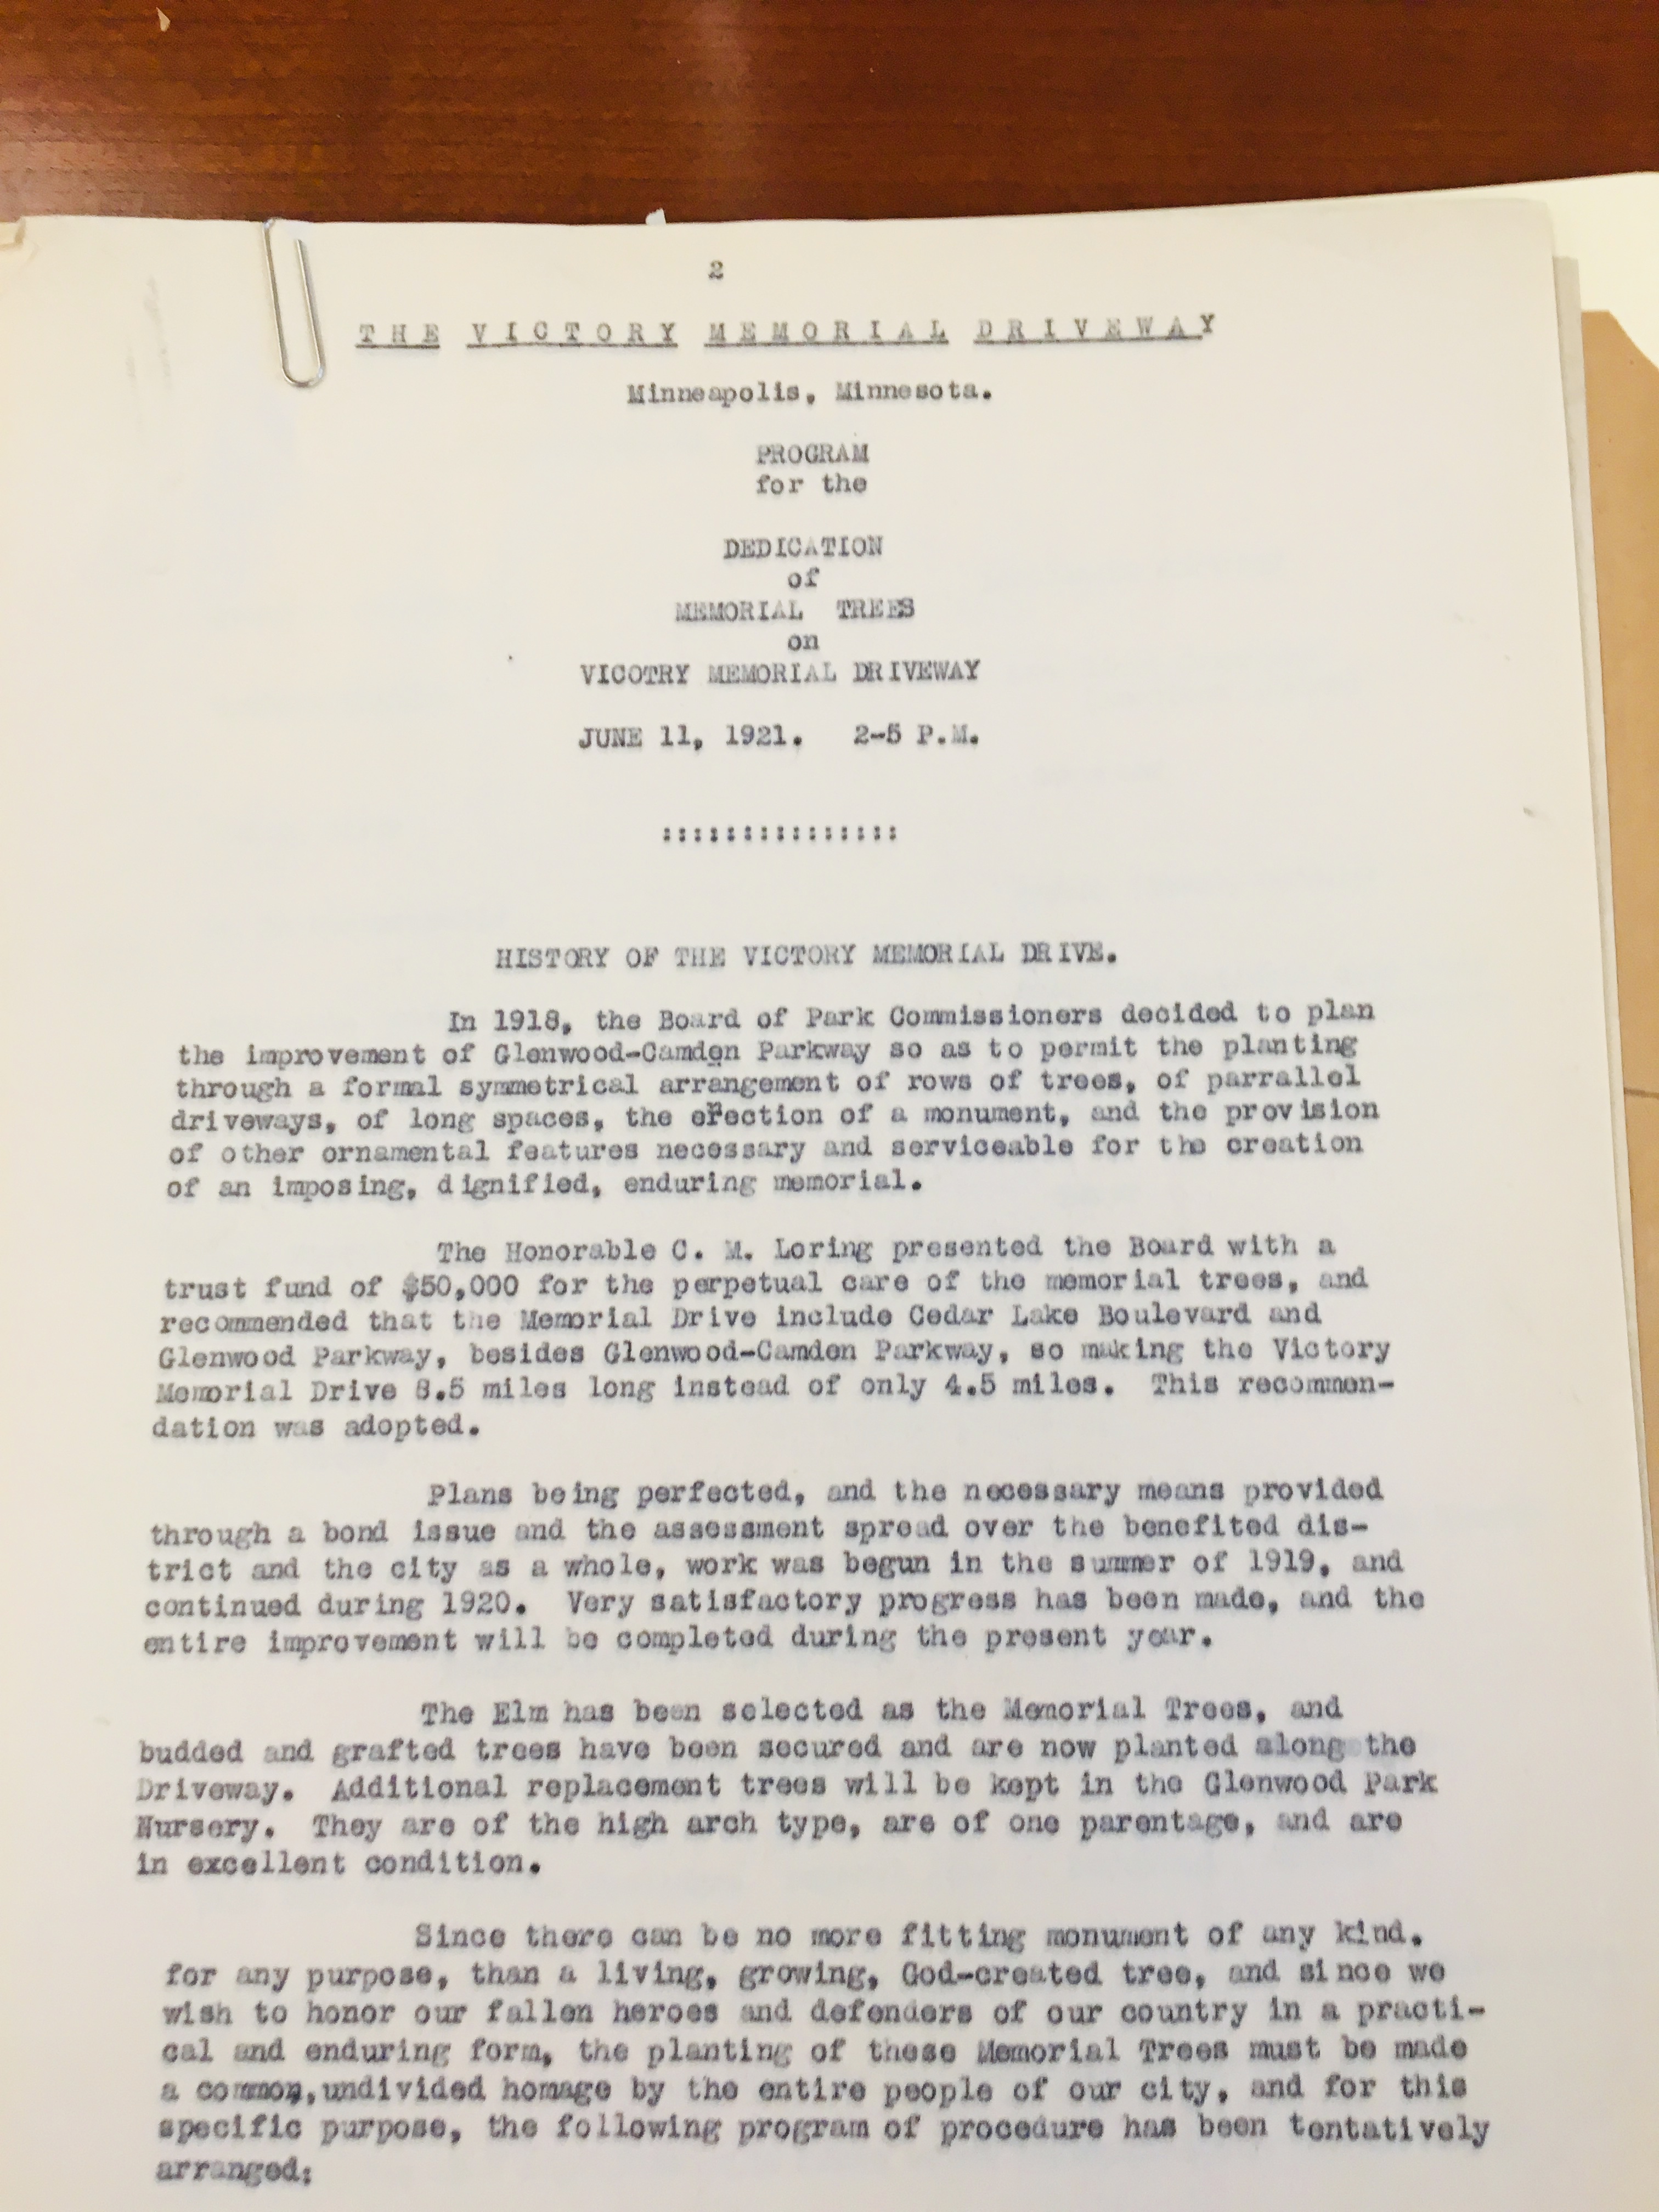 2
THE VICTORY MEMORIAL DRIVEWAY
Minneapolis, Minnesota.
PROGRAM
for the
DEDICATION
of
MEMORIAL TREES
on
VICOTRY MEMORIAL DRIVEWAY
JUNE 11, 1921. 2-5 P.M.
:::::::::::::::
HISTORY OF THE VICTORY MEMORIAL DRIVE.
In 1918, the Board of Park Commissioners decided to plan
the improvement of Glenwood-Camden Parkway so as to permit the planting
through a formal symmetrical arrangement of rows of trees, of parrallel
driveways, of long spaces, the erection of a monument, and the provision
of other ornamental features necessary and serviceable for the creation
of an imposing, dignified, enduring memorial.
The Honorable C. M. Loring presented the Board with a
trust fund of $50,000 for the perpetual care of the memorial trees, and
recommended that the Memorial Drive include Cedar Lake Boulevard and
Glenwood Parkway, besides Glenwood-Camden Parkway, so making the Victory
Memorial Drive 8.5 miles long instead of only 4.5 miles. This recommen-
dation was adopted.
Plans being perfected, and the necessary means provided
through a bond issue and the assessment spread over the benefited dis-
trict and the city as a whole, work was begun in the summer of 1919, and
continued during 1920. Very satisfactory progress has been made, and the
entire improvement will be completed during the present year.
The Elm has been selected as the Memorial Trees, and
budded and grafted trees have been secured and are now planted along the
Driveway. Additional replacement trees will be kept in the Glenwood Park
Nursery. They are of the high arch type, are of one parentage, and are
in excellent condition.
Since there can be no more fitting monument of any kind.
for any purpose, than a living, growing, God-created tree, and since we
wish to honor our fallen heroes and defenders of our country in a practi-
cal and enduring form, the planting of these Memorial Trees must be made
a common, undivided homage by the entire people of our city, and for this
specific purpose, the following program of procedure has been tentatively
arranged: